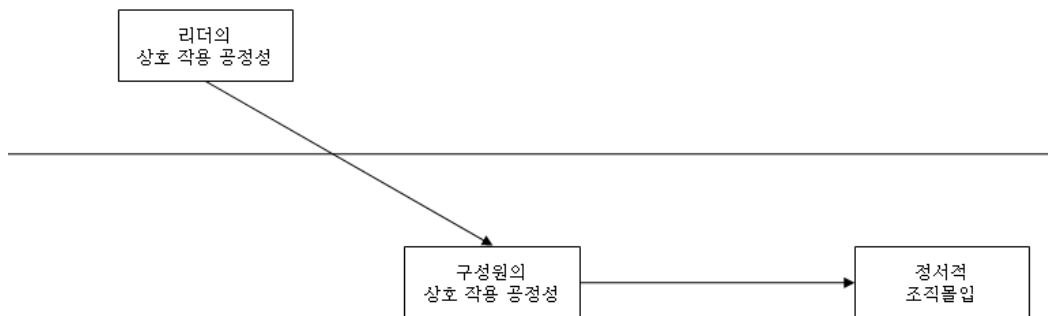 리더의
상호 작용 공정성
구성원의
상호 작용 공정성
정서적
조직몰입